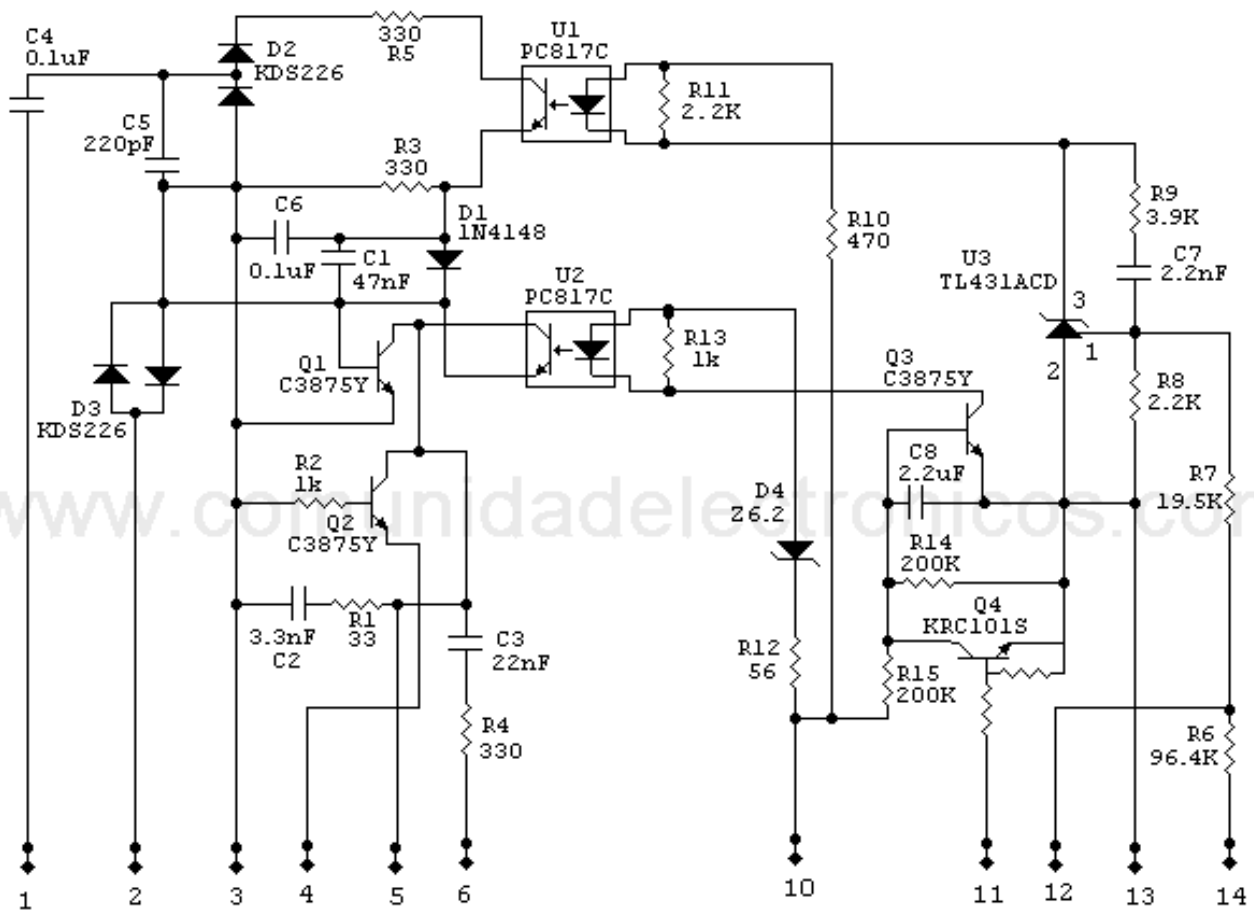 C4
0.1uF
330
R5
D2
KDS226
U1
PC817C
R11
2.2K
C5
220pF
R3
330
C6
0.1uF
D1
1N4148
C1
47nF
R10
470
R9
3.9K
C7
2.2nF
U3
TL431ACD
3
1
2
U2
PC817C
R13
1k
Q1
C3875Y
Q3
C3875Y
R8
2.2K
D3
KDS226
R2
1k
Q2
C3875Y
C8
2.2uF
D4
Z6.2
R7
19.5K
www.comunidadelectronicos.com
R14
200K
Q4
KRC101S
3.3nF
C2
R1
33
C3
22nF
R12
56
R15
200K
R4
330
R6
96.4K
1 2 3 4 5 6 10 11 12 13 14